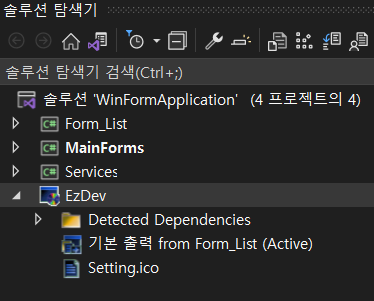 솔루션 탐색기
솔루션 탐색기 검색(Ctrl+;)
솔루션 'WinFormApplication' (4 프로젝트의 4)
C# Form_List
C# MainForms
C# Services
EzDev
Detected Dependencies
기본 출력 from Form_List (Active)
Setting.ico